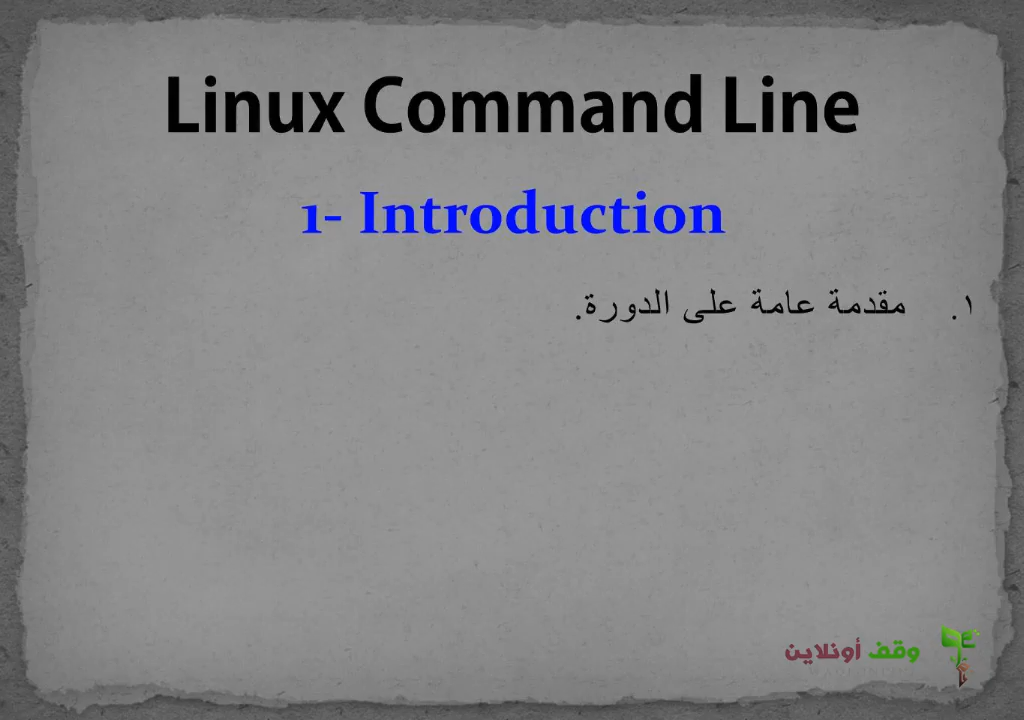 Linux Command Line
1- Introduction
١. مقدمة عامة على الدورة.
وقف أونلاين